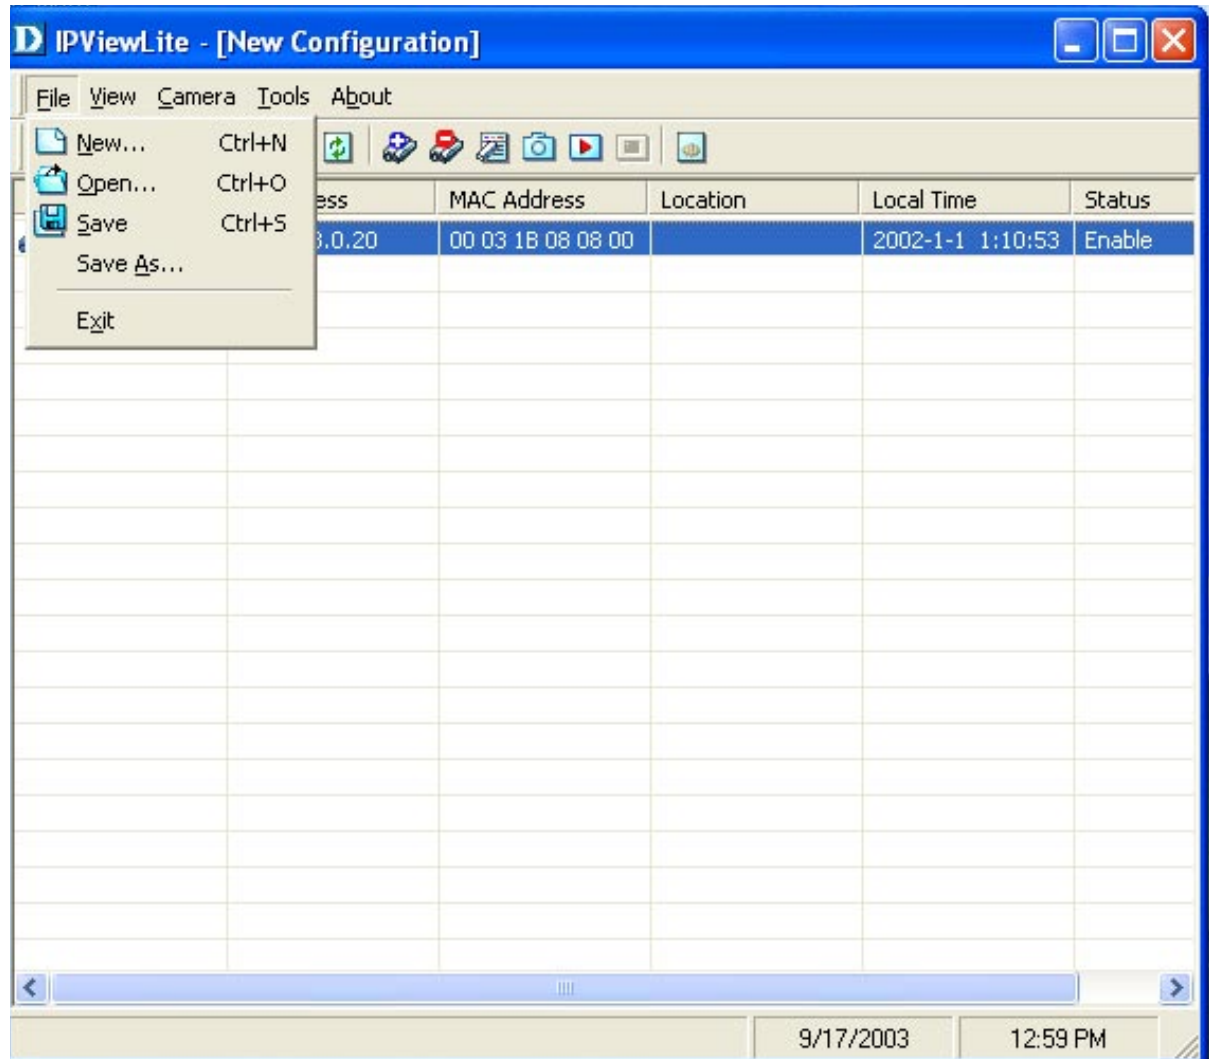 D IPViewLite - [New Configuration]
File View Camera Tools About
New... Ctrl+N
Open... Ctrl+O
Save Ctrl+S
Save As...
Exit
ess MAC Address Location Local Time Status
3.0.20 00 03 1B 08 08 00 2002-1-1 1:10:53 Enable
9/17/2003 12:59 PM